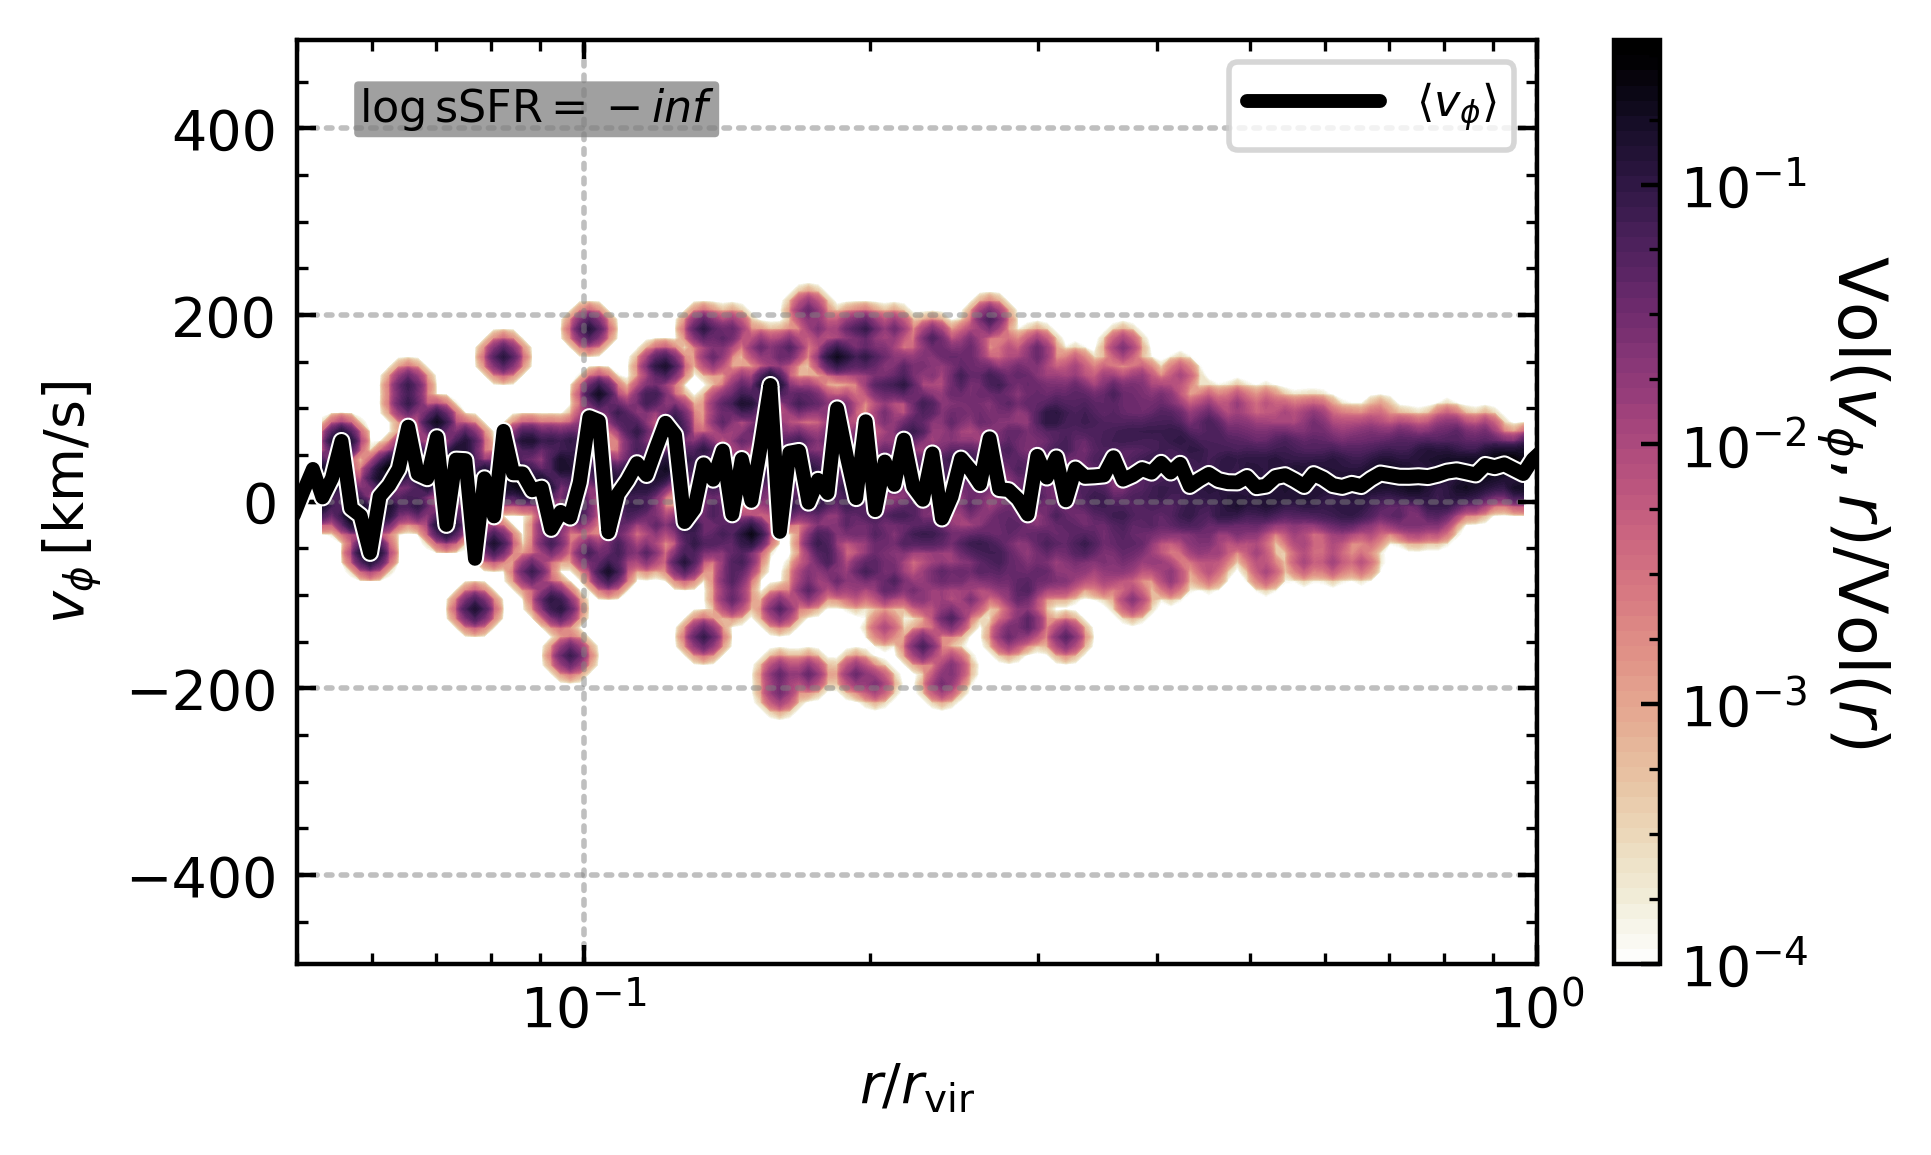 log sSFR = −inf
⟨v_ϕ⟩
400
200
0
−200
−400
v_ϕ [km/s]
10^−1
10^0
r/r_vir
10^−1
10^−2
10^−3
10^−4
Vol(v_ϕ, r)/Vol(r)